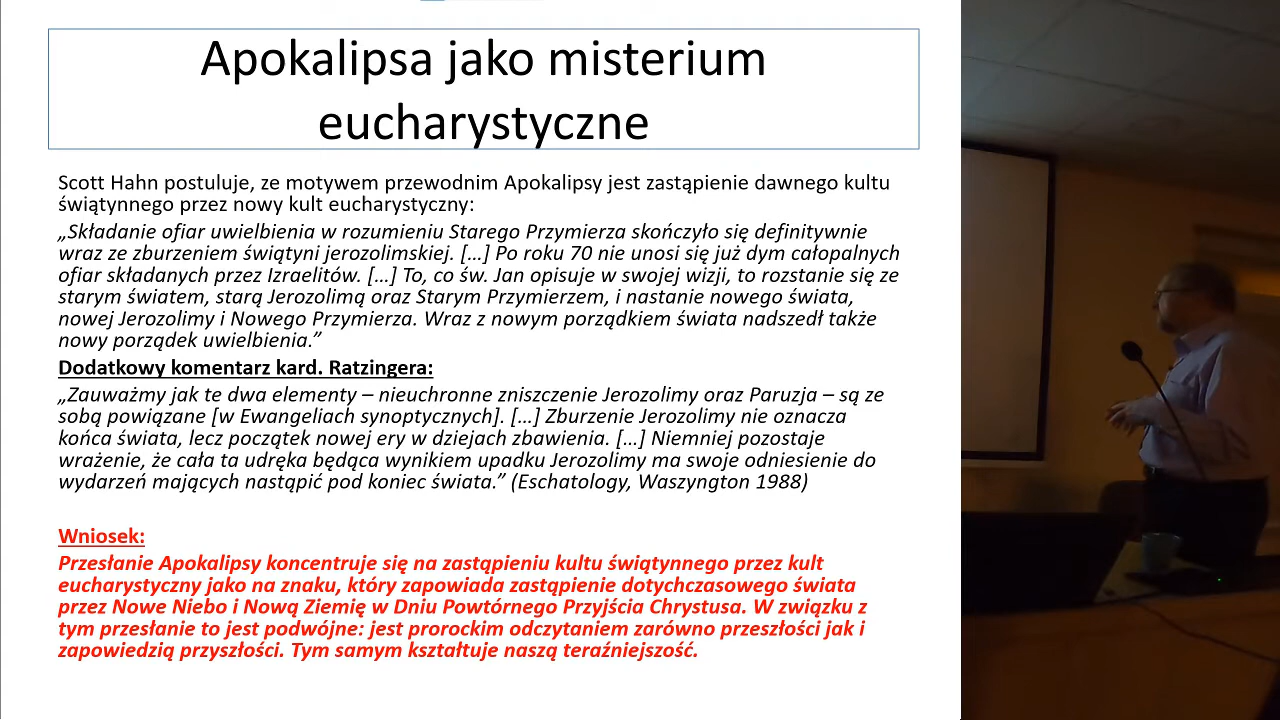 Apokalipsa jako misterium
eucharystyczne
Scott Hahn postuluje, ze motywem przewodnim Apokalipsy jest zastąpienie dawnego kultu
świątynnego przez nowy kult eucharystyczny:
„Składanie ofiar uwielbienia w rozumieniu Starego Przymierza skończyło się definitywnie
wraz ze zburzeniem świątyni jerozolimskiej. […] Po roku 70 nie unosi się już dym całopalnych
ofiar składanych przez Izraelitów. […] To, co św. Jan opisuje w swojej wizji, to rozstanie się ze
starym światem, starą Jerozolimą oraz Starym Przymierzem, i nastanie nowego świata,
nowej Jerozolimy i Nowego Przymierza. Wraz z nowym porządkiem świata nadszedł także
nowy porządek uwielbienia.”
Dodatkowy komentarz kard. Ratzingera:
„Zauważmy jak te dwa elementy – nieuchronne zniszczenie Jerozolimy oraz Paruzja – są ze
sobą powiązane [w Ewangeliach synoptycznych]. […] Zburzenie Jerozolimy nie oznacza
końca świata, lecz początek nowej ery w dziejach zbawienia. […] Niemniej pozostaje
wrażenie, że cała ta udręka będąca wynikiem upadku Jerozolimy ma swoje odniesienie do
wydarzeń mających nastąpić pod koniec świata.” (Eschatology, Waszyngton 1988)
Wniosek:
Przesłanie Apokalipsy koncentruje się na zastąpieniu kultu świątynnego przez kult
eucharystyczny jako na znaku, który zapowiada zastąpienie dotychczasowego świata
przez Nowe Niebo i Nową Ziemię w Dniu Powtórnego Przyjścia Chrystusa. W związku z
tym przesłanie to jest podwójne: jest prorockim odczytaniem zarówno przeszłości jak i
zapowiedzią przyszłości. Tym samym kształtuje naszą teraźniejszość.